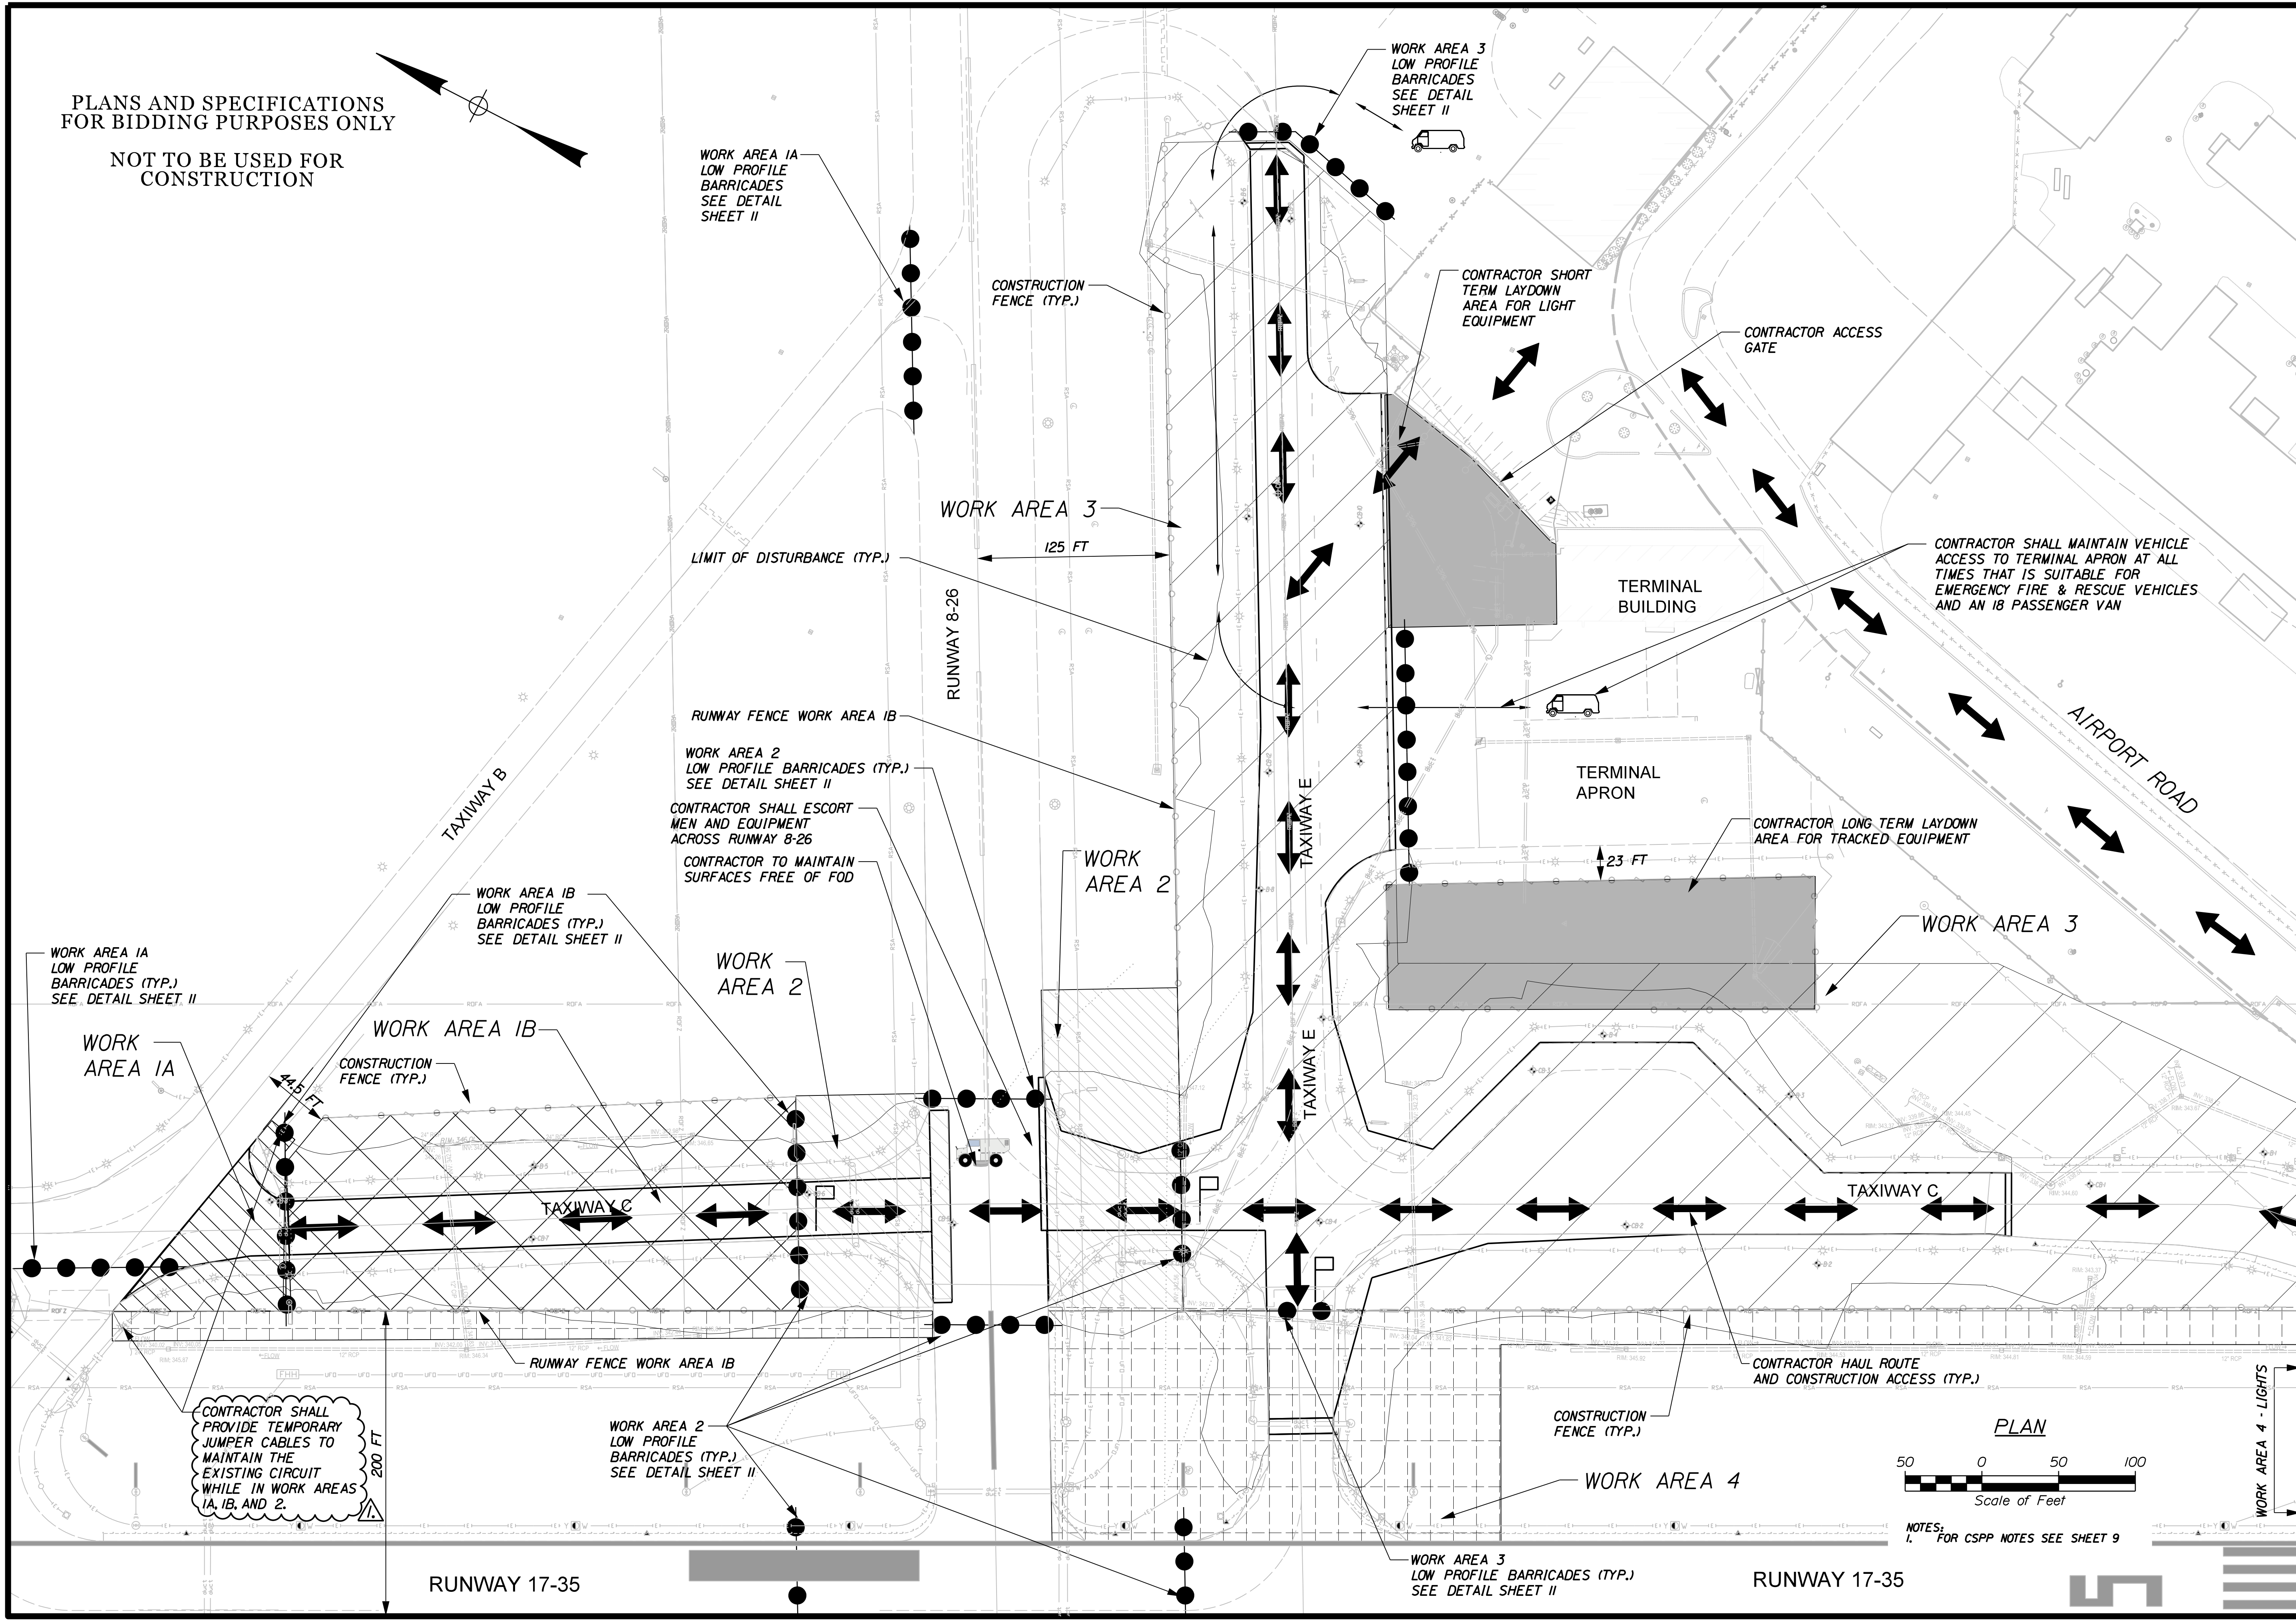 PLANS AND SPECIFICATIONS
FOR BIDDING PURPOSES ONLY
NOT TO BE USED FOR
CONSTRUCTION
WORK AREA 3
LOW PROFILE
BARRICADES
SEE DETAIL
SHEET 11
WORK AREA 1A
LOW PROFILE
BARRICADES
SEE DETAIL
SHEET 11
CONSTRUCTION
FENCE (TYP.)
CONTRACTOR SHORT
TERM LAYDOWN
AREA FOR LIGHT
EQUIPMENT
CONTRACTOR ACCESS
GATE
WORK AREA 3
125 FT
LIMIT OF DISTURBANCE (TYP.)
RUNWAY 8-26
TERMINAL
BUILDING
CONTRACTOR SHALL MAINTAIN VEHICLE
ACCESS TO TERMINAL APRON AT ALL
TIMES THAT IS SUITABLE FOR
EMERGENCY FIRE & RESCUE VEHICLES
AND AN 18 PASSENGER VAN
RUNWAY FENCE WORK AREA 1B
WORK AREA 2
LOW PROFILE BARRICADES (TYP.)
SEE DETAIL SHEET 11
CONTRACTOR SHALL ESCORT
MEN AND EQUIPMENT
ACROSS RUNWAY 8-26
CONTRACTOR TO MAINTAIN
SURFACES FREE OF FOD
TAXIWAY B
TAXIWAY E
TERMINAL
APRON
AIRPORT ROAD
CONTRACTOR LONG TERM LAYDOWN
AREA FOR TRACKED EQUIPMENT
23 FT
WORK
AREA 2
WORK AREA 1B
LOW PROFILE
BARRICADES (TYP.)
SEE DETAIL SHEET 11
WORK AREA 3
WORK AREA 1A
LOW PROFILE
BARRICADES (TYP.)
SEE DETAIL SHEET 11
WORK
AREA 2
WORK AREA 1B
WORK
AREA 1A
CONSTRUCTION
FENCE (TYP.)
44.5 FT
TAXIWAY E
TAXIWAY C
TAXIWAY C
RUNWAY FENCE WORK AREA 1B
CONTRACTOR HAUL ROUTE
AND CONSTRUCTION ACCESS (TYP.)
CONTRACTOR SHALL
PROVIDE TEMPORARY
JUMPER CABLES TO
MAINTAIN THE
EXISTING CIRCUIT
WHILE IN WORK AREAS
1A, 1B, AND 2.
1.
200 FT
WORK AREA 2
LOW PROFILE
BARRICADES (TYP.)
SEE DETAIL SHEET 11
CONSTRUCTION
FENCE (TYP.)
WORK AREA 4
PLAN
50 0 50 100
Scale of Feet
WORK AREA 4 - LIGHTS
NOTES:
1. FOR CSPP NOTES SEE SHEET 9
WORK AREA 3
LOW PROFILE BARRICADES (TYP.)
SEE DETAIL SHEET 11
RUNWAY 17-35
RUNWAY 17-35